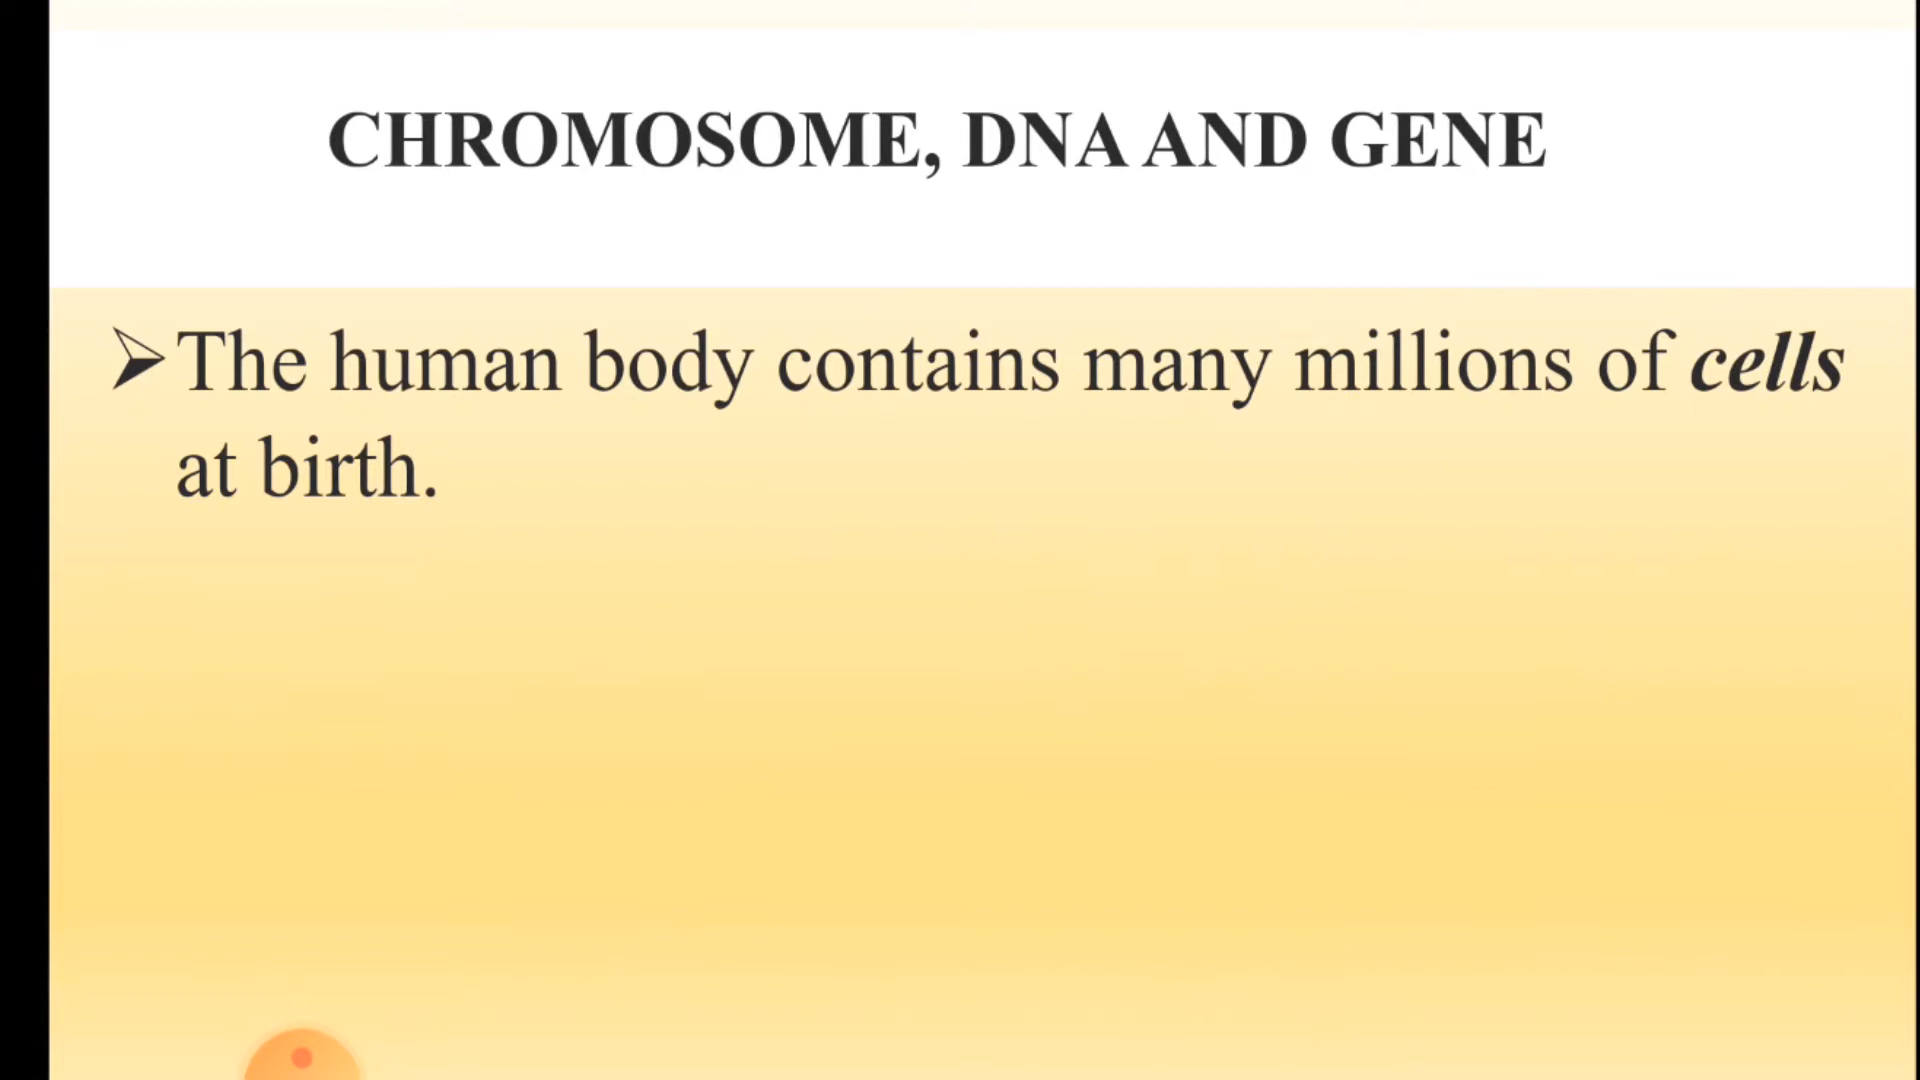 CHROMOSOME, DNA AND GENE
➢The human body contains many millions of cells
at birth.